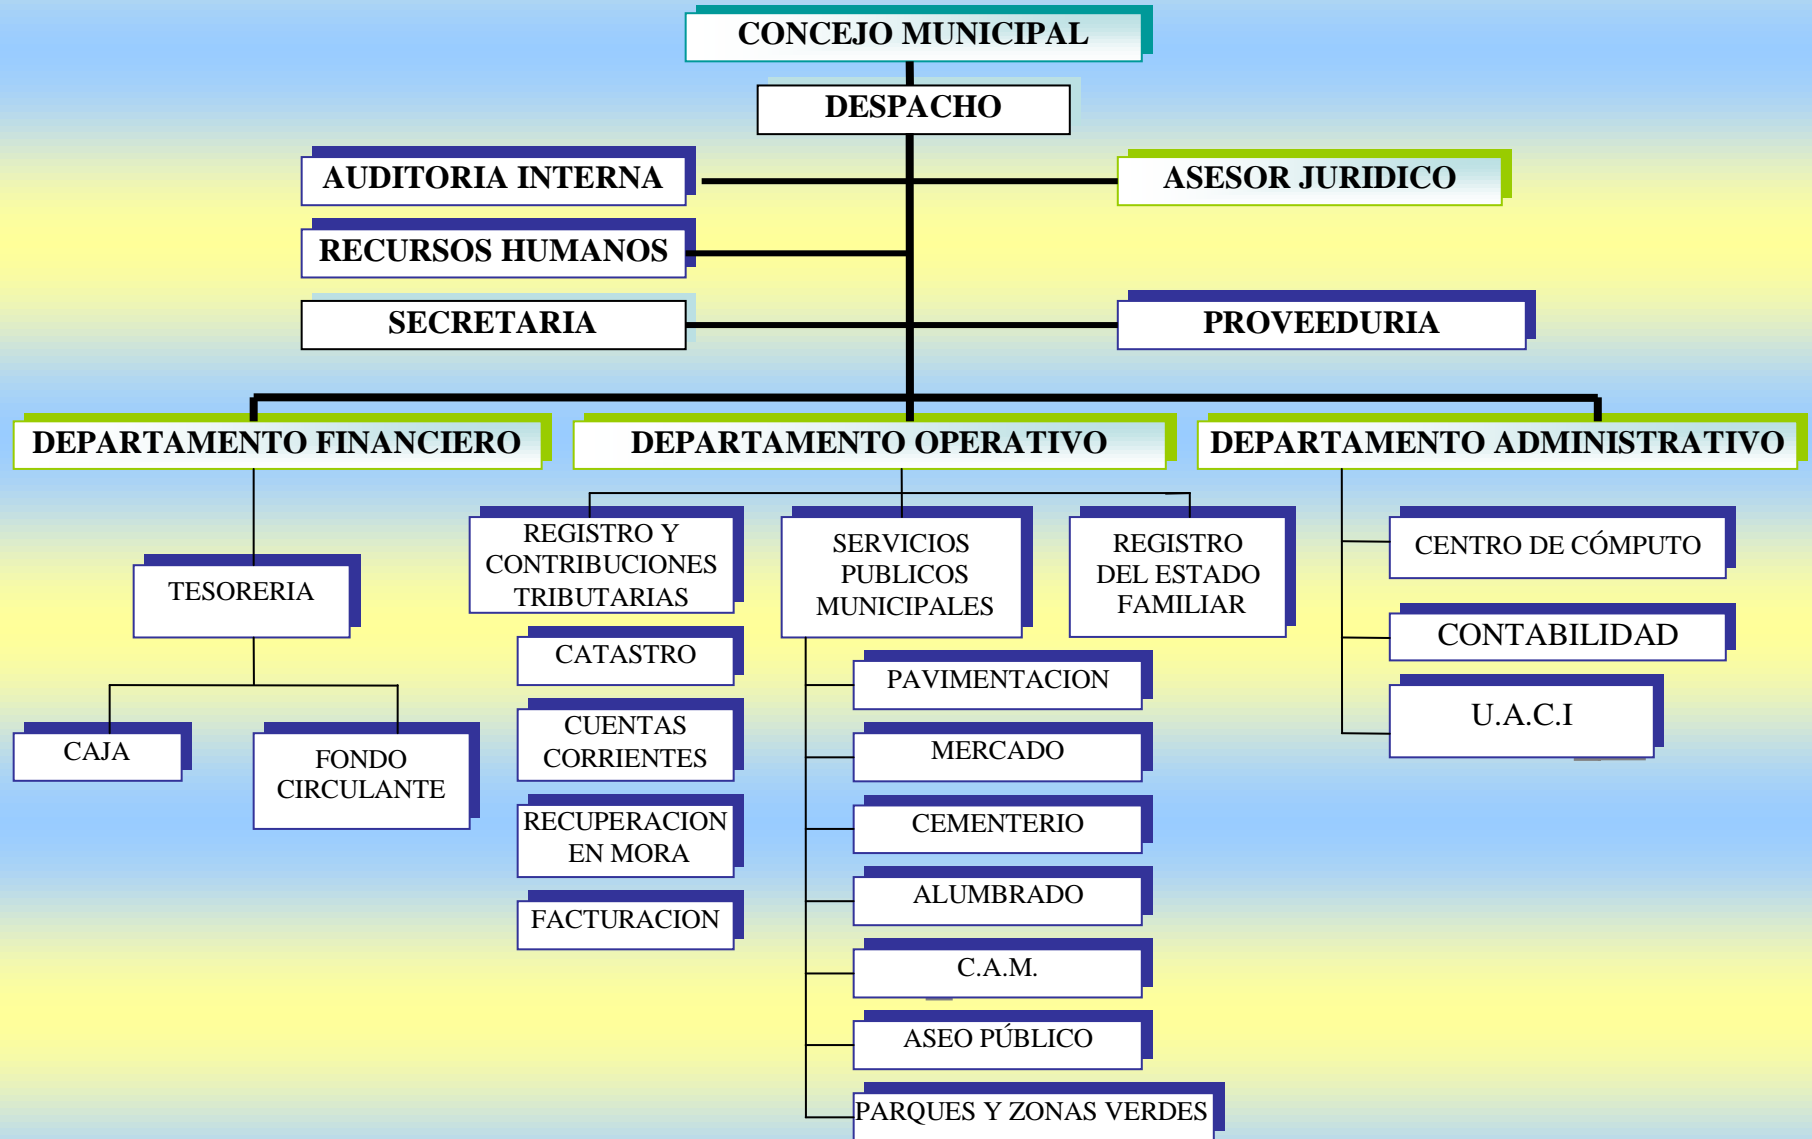 CONCEJO MUNICIPAL
DESPACHO
AUDITORIA INTERNA
ASESOR JURIDICO
RECURSOS HUMANOS
SECRETARIA
PROVEEDURIA
DEPARTAMENTO FINANCIERO
DEPARTAMENTO OPERATIVO
DEPARTAMENTO ADMINISTRATIVO
TESORERIA
CAJA
FONDO
CIRCULANTE
REGISTRO Y
CONTRIBUCIONES
TRIBUTARIAS
CATASTRO
CUENTAS
CORRIENTES
RECUPERACION
EN MORA
FACTURACION
SERVICIOS
PUBLICOS
MUNICIPALES
PAVIMENTACION
MERCADO
CEMENTERIO
ALUMBRADO
C.A.M.
ASEO PÚBLICO
PARQUES Y ZONAS VERDES
REGISTRO
DEL ESTADO
FAMILIAR
CENTRO DE CÓMPUTO
CONTABILIDAD
U.A.C.I